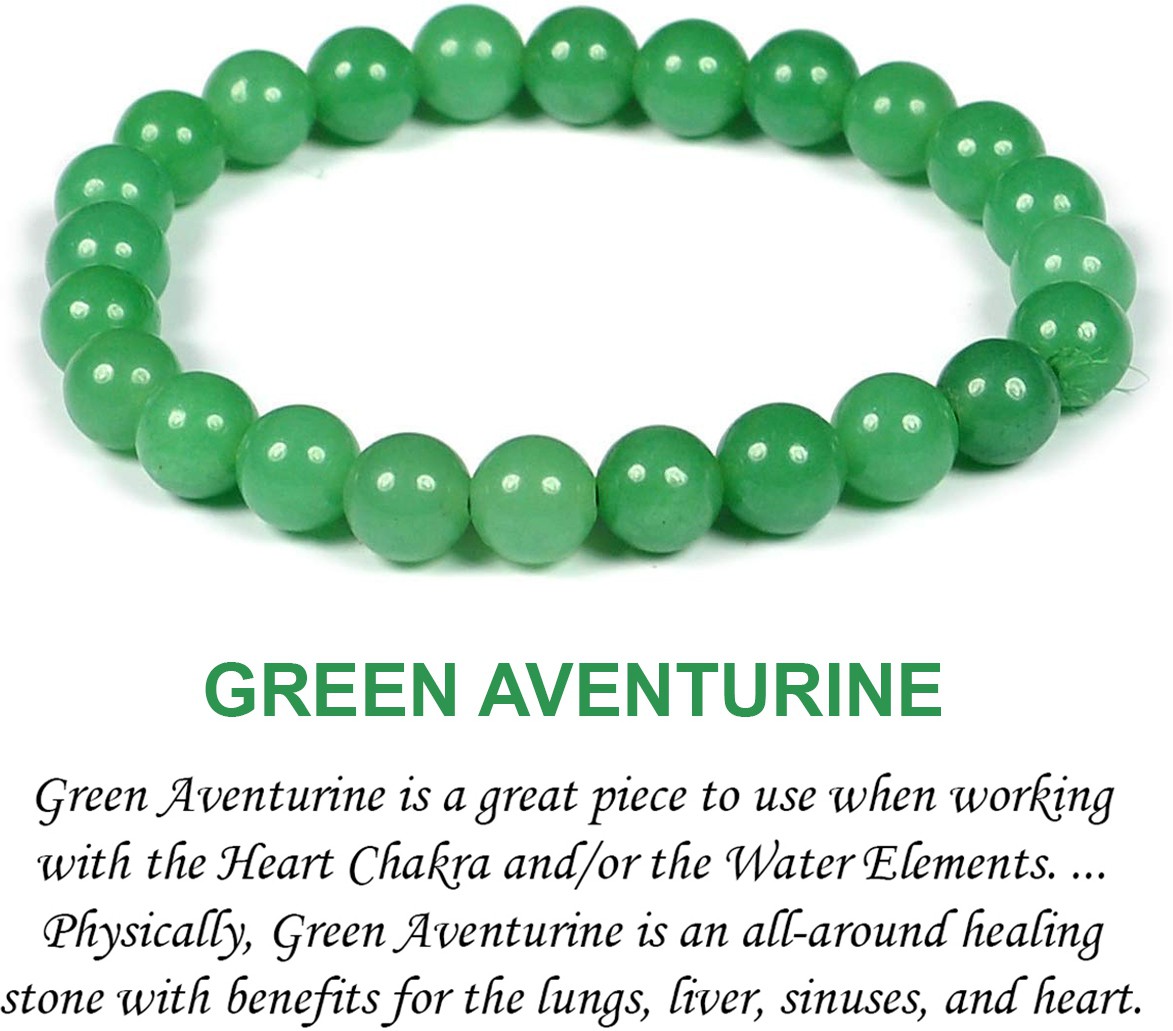 GREEN AVENTURINE
Green Aventurine is a great piece to use when working
with the Heart Chakra and/or the Water Elements. ...
Physically, Green Aventurine is an all-around healing
stone with benefits for the lungs, liver, sinuses, and heart.